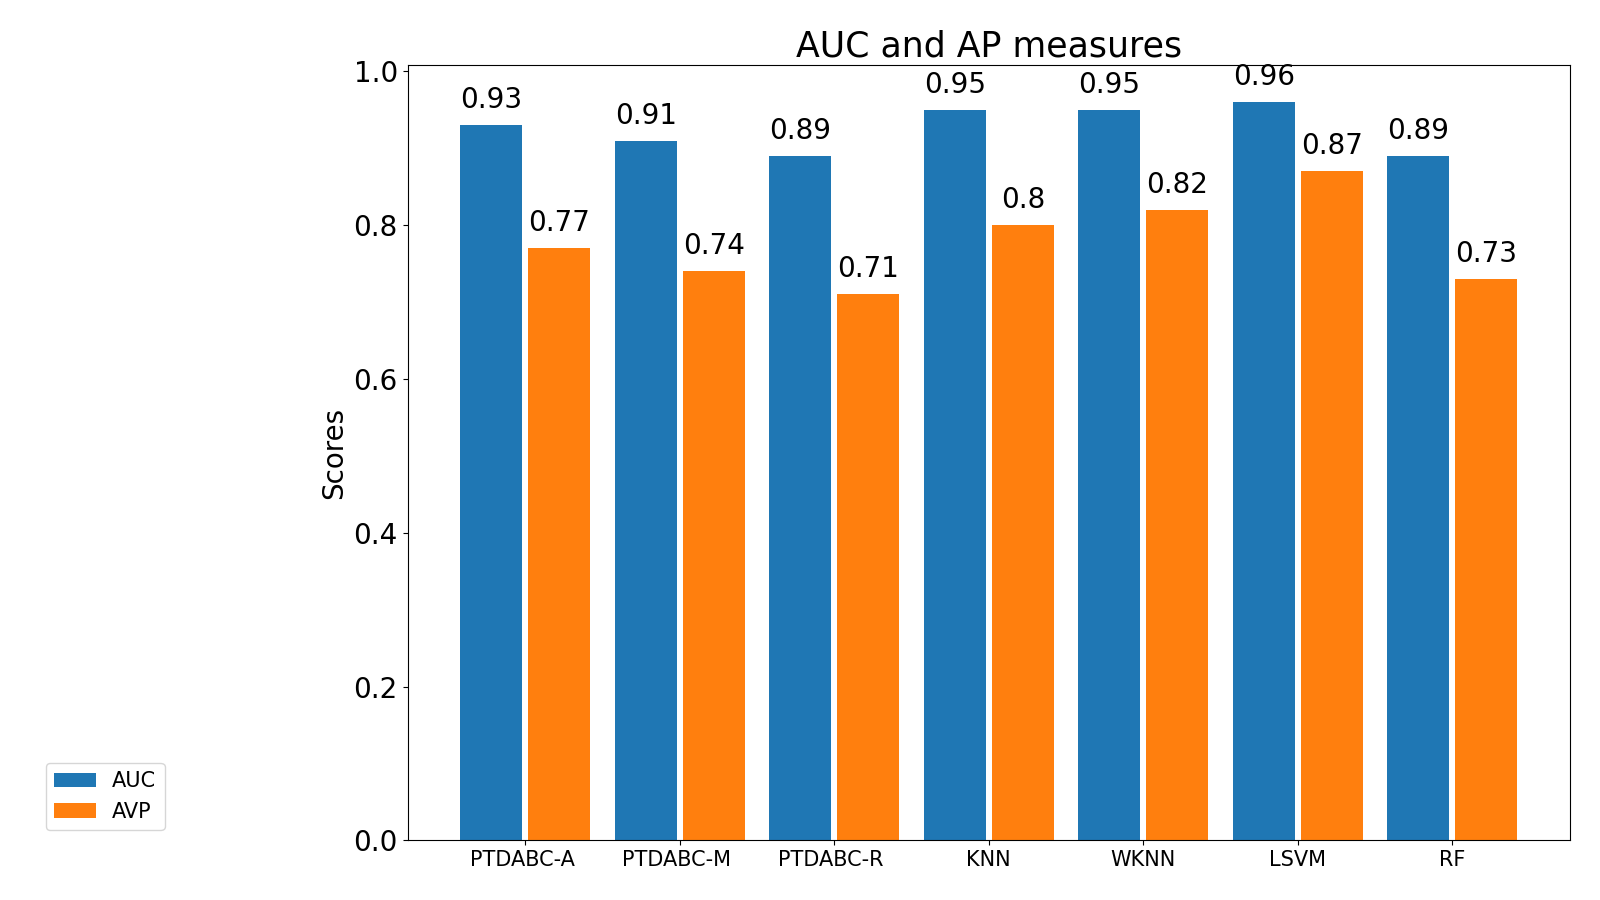 AUC and AP measures
1.0
0.8
0.6
0.4
0.2
0.0
Scores
0.93
0.77
0.91
0.74
0.89
0.71
0.95
0.8
0.95
0.82
0.96
0.87
0.89
0.73
PTDABC-A
PTDABC-M
PTDABC-R
KNN
WKNN
LSVM
RF
AUC
AVP